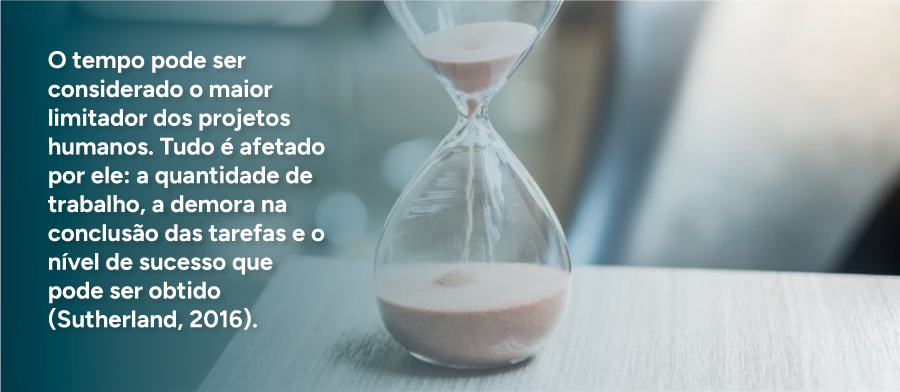 O tempo pode ser
considerado o maior
limitador dos projetos
humanos. Tudo é afetado
por ele: a quantidade de
trabalho, a demora na
conclusão das tarefas e o
nível de sucesso que
pode ser obtido
(Sutherland, 2016).